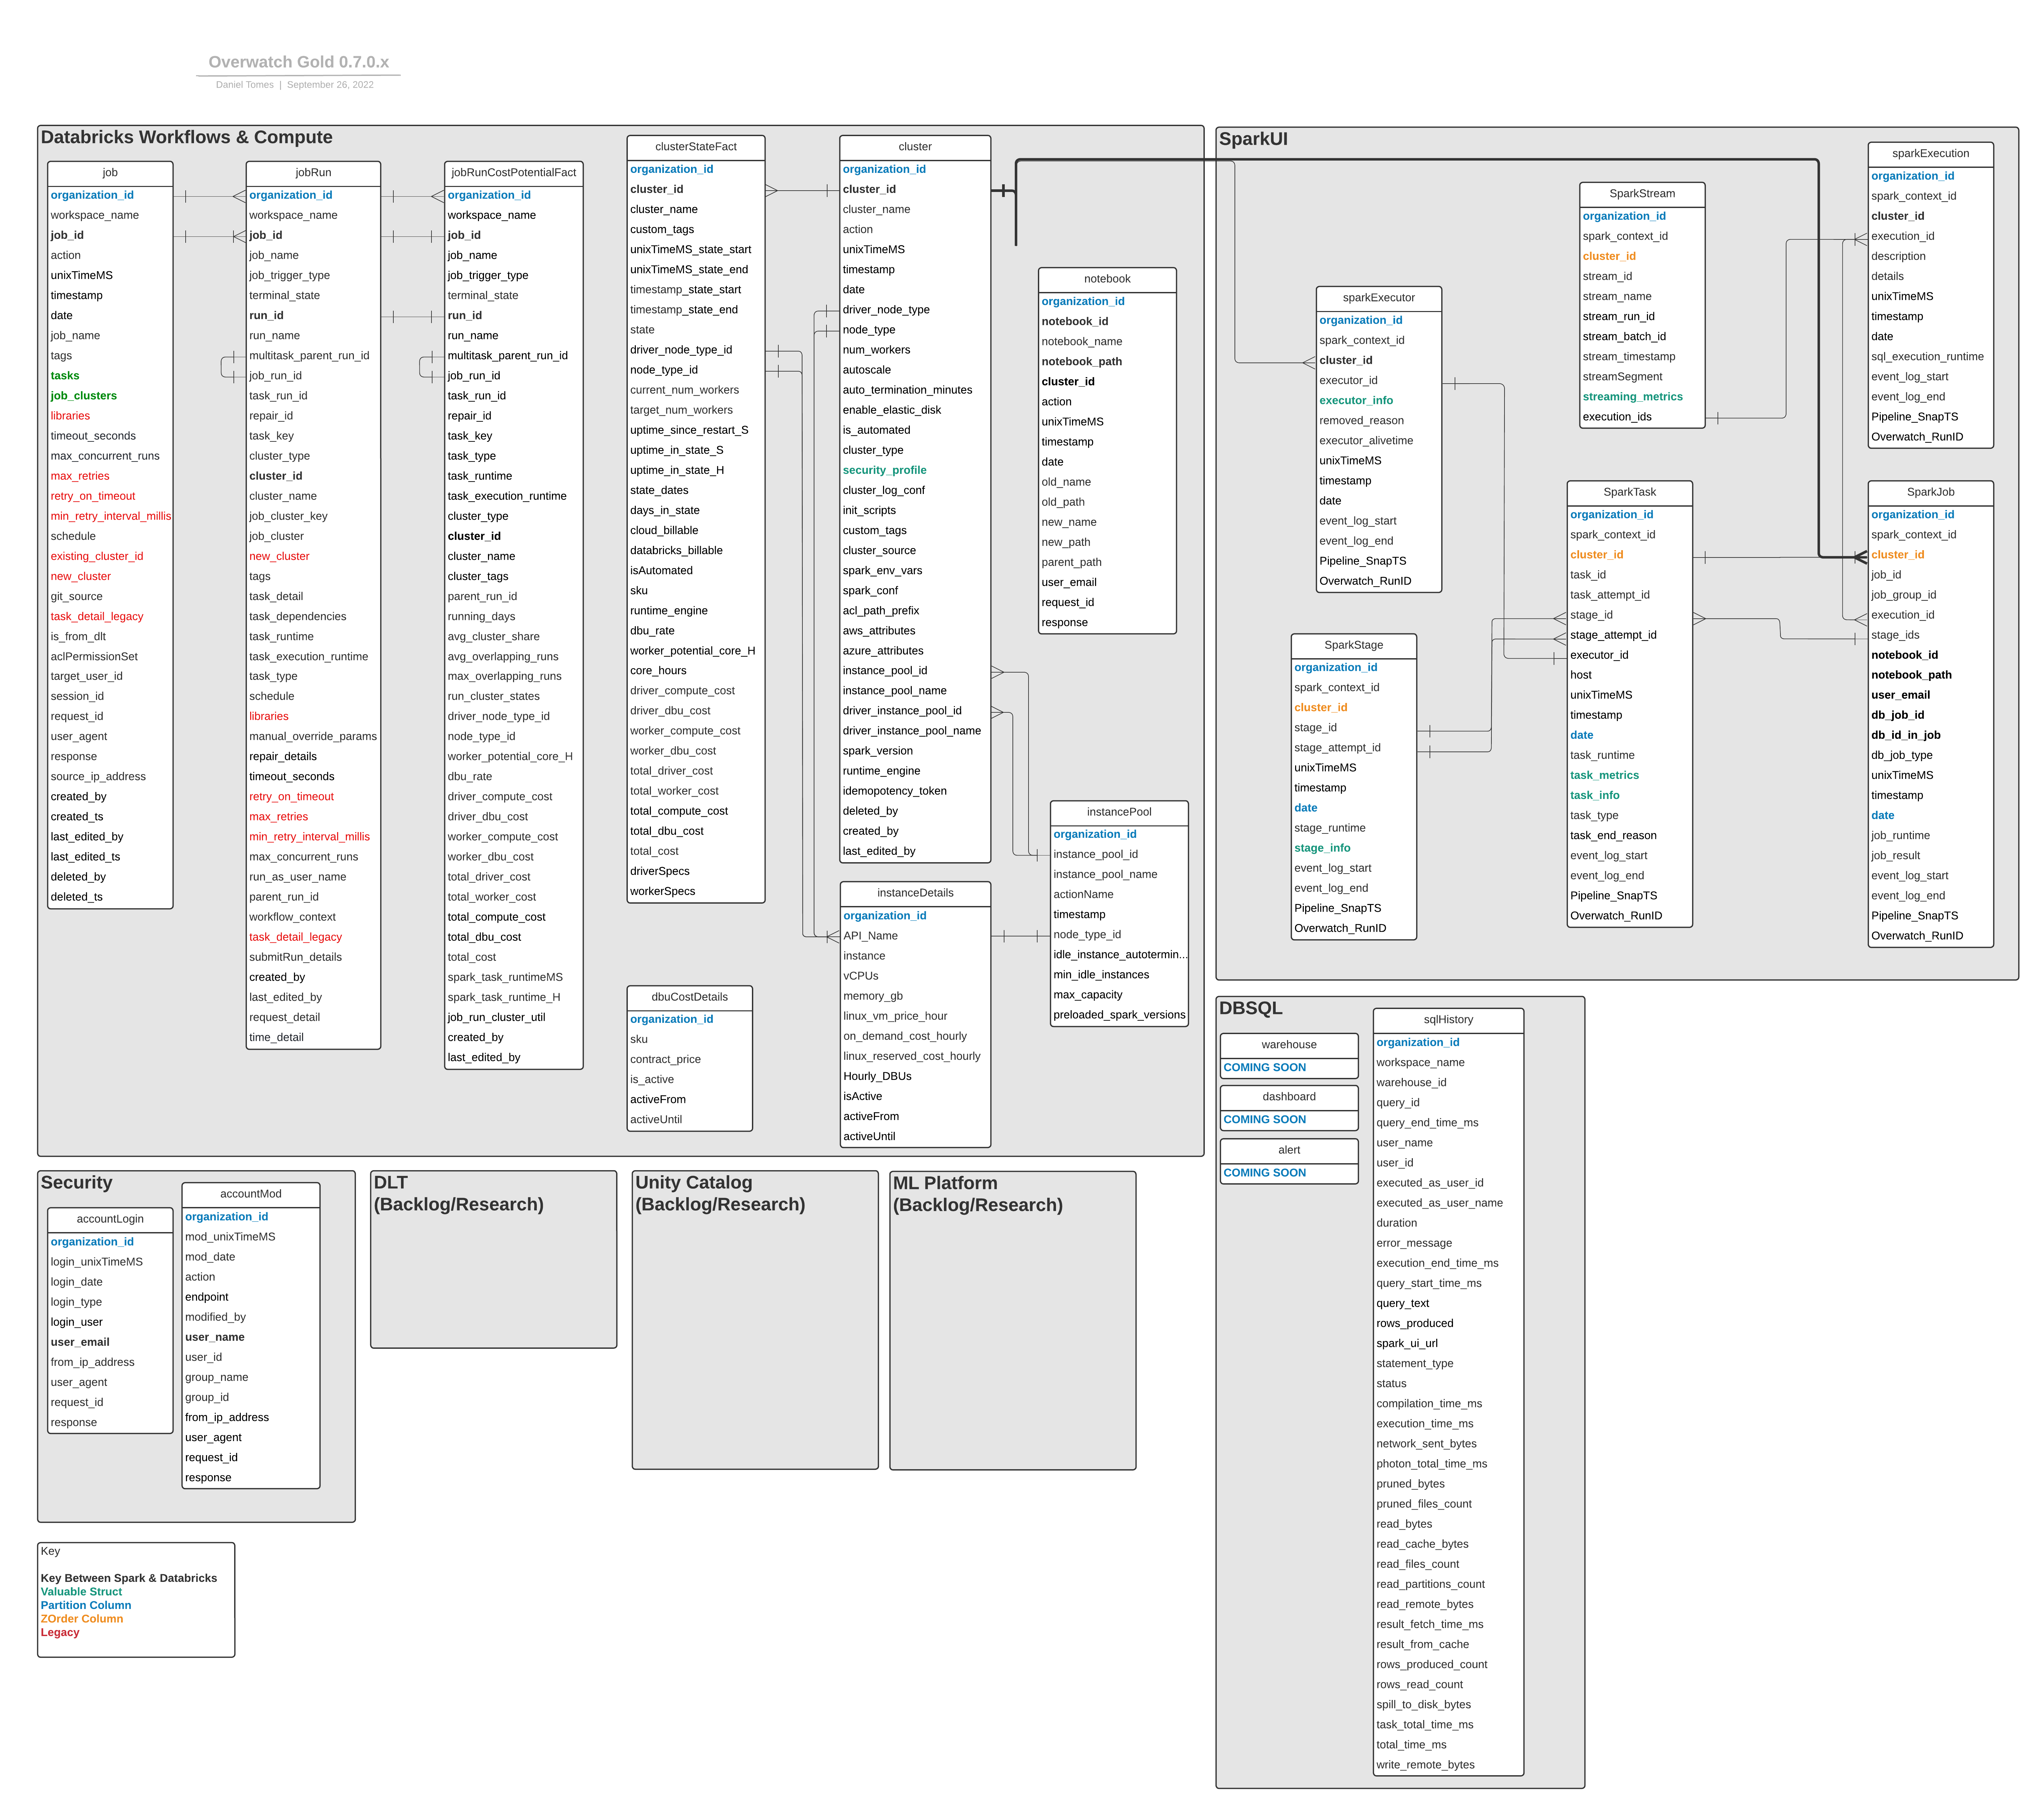 Overwatch Gold 0.7.0.x
Daniel Tomes | September 26, 2022
Databricks Workflows & Compute
job
organization_id
workspace_name
job_id
action
unixTimeMS
timestamp
date
job_name
tags
tasks
job_clusters
libraries
timeout_seconds
max_concurrent_runs
max_retries
retry_on_timeout
min_retry_interval_millis
schedule
existing_cluster_id
new_cluster
git_source
task_detail_legacy
is_from_dlt
aclPermissionSet
target_user_id
session_id
request_id
user_agent
response
source_ip_address
created_by
created_ts
last_edited_by
last_edited_ts
deleted_by
deleted_ts
jobRun
organization_id
workspace_name
job_id
job_name
job_trigger_type
terminal_state
run_id
run_name
multitask_parent_run_id
job_run_id
task_run_id
repair_id
task_key
cluster_type
cluster_id
cluster_name
job_cluster_key
job_cluster
new_cluster
tags
task_detail
task_dependencies
task_runtime
task_execution_runtime
task_type
schedule
libraries
manual_override_params
repair_details
timeout_seconds
retry_on_timeout
max_retries
min_retry_interval_millis
max_concurrent_runs
run_as_user_name
parent_run_id
workflow_context
task_detail_legacy
submitRun_details
created_by
last_edited_by
request_detail
time_detail
jobRunCostPotentialFact
organization_id
workspace_name
job_id
job_name
job_trigger_type
terminal_state
run_id
run_name
multitask_parent_run_id
job_run_id
task_run_id
repair_id
task_key
task_type
task_runtime
task_execution_runtime
cluster_type
cluster_id
cluster_name
cluster_tags
parent_run_id
running_days
avg_cluster_share
avg_overlapping_runs
max_overlapping_runs
run_cluster_states
driver_node_type_id
node_type_id
worker_potential_core_H
dbu_rate
driver_compute_cost
driver_dbu_cost
worker_compute_cost
worker_dbu_cost
total_driver_cost
total_worker_cost
total_compute_cost
total_dbu_cost
total_cost
spark_task_runtimeMS
spark_task_runtime_H
job_run_cluster_util
created_by
last_edited_by
clusterStateFact
organization_id
cluster_id
cluster_name
custom_tags
unixTimeMS_state_start
unixTimeMS_state_end
timestamp_state_start
timestamp_state_end
state
driver_node_type_id
node_type_id
current_num_workers
target_num_workers
uptime_since_restart_S
uptime_in_state_S
uptime_in_state_H
state_dates
days_in_state
cloud_billable
databricks_billable
isAutomated
sku
runtime_engine
dbu_rate
worker_potential_core_H
core_hours
driver_compute_cost
driver_dbu_cost
worker_compute_cost
worker_dbu_cost
total_driver_cost
total_worker_cost
total_compute_cost
total_dbu_cost
total_cost
driverSpecs
workerSpecs
dbuCostDetails
organization_id
sku
contract_price
is_active
activeFrom
activeUntil
cluster
organization_id
cluster_id
cluster_name
action
unixTimeMS
timestamp
date
driver_node_type
node_type
num_workers
autoscale
auto_termination_minutes
enable_elastic_disk
is_automated
cluster_type
security_profile
cluster_log_conf
init_scripts
custom_tags
cluster_source
spark_env_vars
spark_conf
acl_path_prefix
aws_attributes
azure_attributes
instance_pool_id
instance_pool_name
driver_instance_pool_id
driver_instance_pool_name
spark_version
runtime_engine
idemopotency_token
deleted_by
created_by
last_edited_by
instanceDetails
organization_id
API_Name
instance
vCPUs
memory_gb
linux_vm_price_hour
on_demand_cost_hourly
linux_reserved_cost_hourly
Hourly_DBUs
isActive
activeFrom
activeUntil
notebook
organization_id
notebook_id
notebook_name
notebook_path
cluster_id
action
unixTimeMS
timestamp
date
old_name
old_path
new_name
new_path
parent_path
user_email
request_id
response
instancePool
organization_id
instance_pool_id
instance_pool_name
actionName
timestamp
node_type_id
idle_instance_autotermin...
min_idle_instances
max_capacity
preloaded_spark_versions
SparkUI
sparkExecutor
organization_id
spark_context_id
cluster_id
executor_id
executor_info
removed_reason
executor_alivetime
unixTimeMS
timestamp
date
event_log_start
event_log_end
Pipeline_SnapTS
Overwatch_RunID
SparkStage
organization_id
spark_context_id
cluster_id
stage_id
stage_attempt_id
unixTimeMS
timestamp
date
stage_runtime
stage_info
event_log_start
event_log_end
Pipeline_SnapTS
Overwatch_RunID
SparkStream
organization_id
spark_context_id
cluster_id
stream_id
stream_name
stream_run_id
stream_batch_id
stream_timestamp
streamSegment
streaming_metrics
execution_ids
SparkTask
organization_id
spark_context_id
cluster_id
task_id
task_attempt_id
stage_id
stage_attempt_id
executor_id
host
unixTimeMS
timestamp
date
task_runtime
task_metrics
task_info
task_type
task_end_reason
event_log_start
event_log_end
Pipeline_SnapTS
Overwatch_RunID
sparkExecution
organization_id
spark_context_id
cluster_id
execution_id
description
details
unixTimeMS
timestamp
date
sql_execution_runtime
event_log_start
event_log_end
Pipeline_SnapTS
Overwatch_RunID
SparkJob
organization_id
spark_context_id
cluster_id
job_id
job_group_id
execution_id
stage_ids
notebook_id
notebook_path
user_email
db_job_id
db_id_in_job
db_job_type
unixTimeMS
timestamp
date
job_runtime
job_result
event_log_start
event_log_end
Pipeline_SnapTS
Overwatch_RunID
DBSQL
warehouse
COMING SOON
dashboard
COMING SOON
alert
COMING SOON
sqlHistory
organization_id
workspace_name
warehouse_id
query_id
query_end_time_ms
user_name
user_id
executed_as_user_id
executed_as_user_name
duration
error_message
execution_end_time_ms
query_start_time_ms
query_text
rows_produced
spark_ui_url
statement_type
status
compilation_time_ms
execution_time_ms
network_sent_bytes
photon_total_time_ms
pruned_bytes
pruned_files_count
read_bytes
read_cache_bytes
read_files_count
read_partitions_count
read_remote_bytes
result_fetch_time_ms
result_from_cache
rows_produced_count
rows_read_count
spill_to_disk_bytes
task_total_time_ms
total_time_ms
write_remote_bytes
Security
accountLogin
organization_id
login_unixTimeMS
login_date
login_type
login_user
user_email
from_ip_address
user_agent
request_id
response
accountMod
organization_id
mod_unixTimeMS
mod_date
action
endpoint
modified_by
user_name
user_id
group_name
group_id
from_ip_address
user_agent
request_id
response
DLT
(Backlog/Research)
Unity Catalog
(Backlog/Research)
ML Platform
(Backlog/Research)
Key
Key Between Spark & Databricks
Valuable Struct
Partition Column
ZOrder Column
Legacy